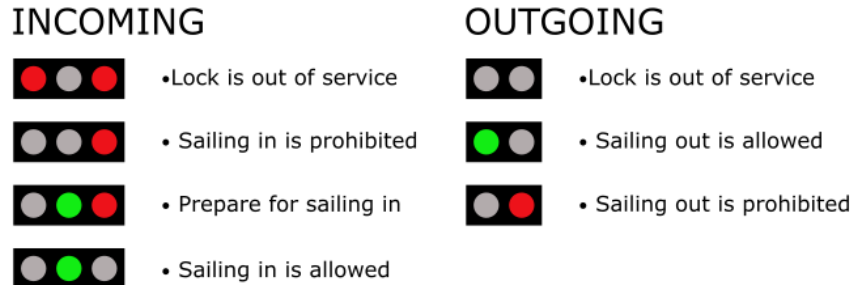 INCOMING
•Lock is out of service
• Sailing in is prohibited
• Prepare for sailing in
• Sailing in is allowed
OUTGOING
•Lock is out of service
• Sailing out is allowed
• Sailing out is prohibited